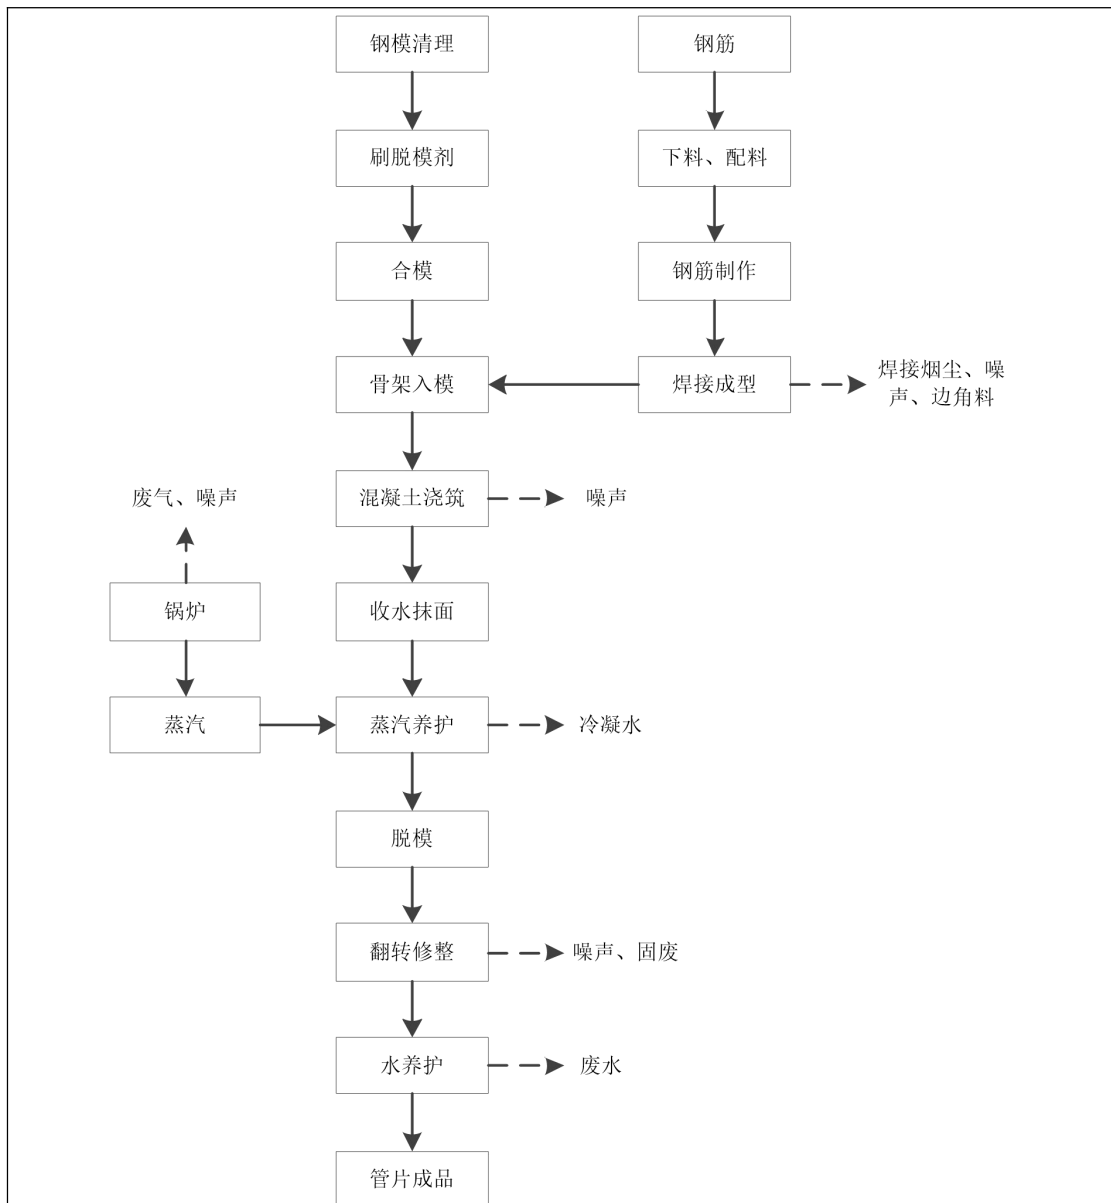 钢模清理
钢筋
刷脱模剂
下料、配料
合模
钢筋制作
骨架入模
焊接成型
焊接烟尘、噪
声、边角料
废气、噪声
混凝土浇筑
噪声
锅炉
收水抹面
蒸汽
蒸汽养护
冷凝水
脱模
翻转修整
噪声、固废
水养护
废水
管片成品